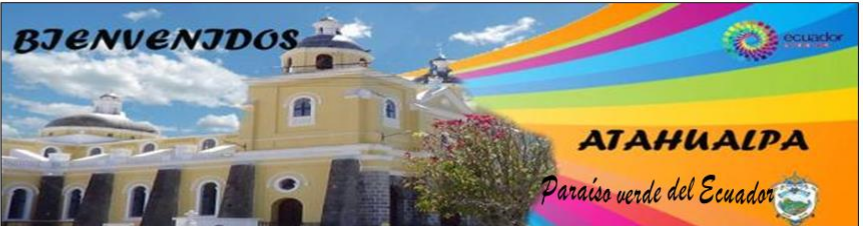 BIENVENIDOS
ecuador
ATAHUALPA
Paraíso verde del Ecuador